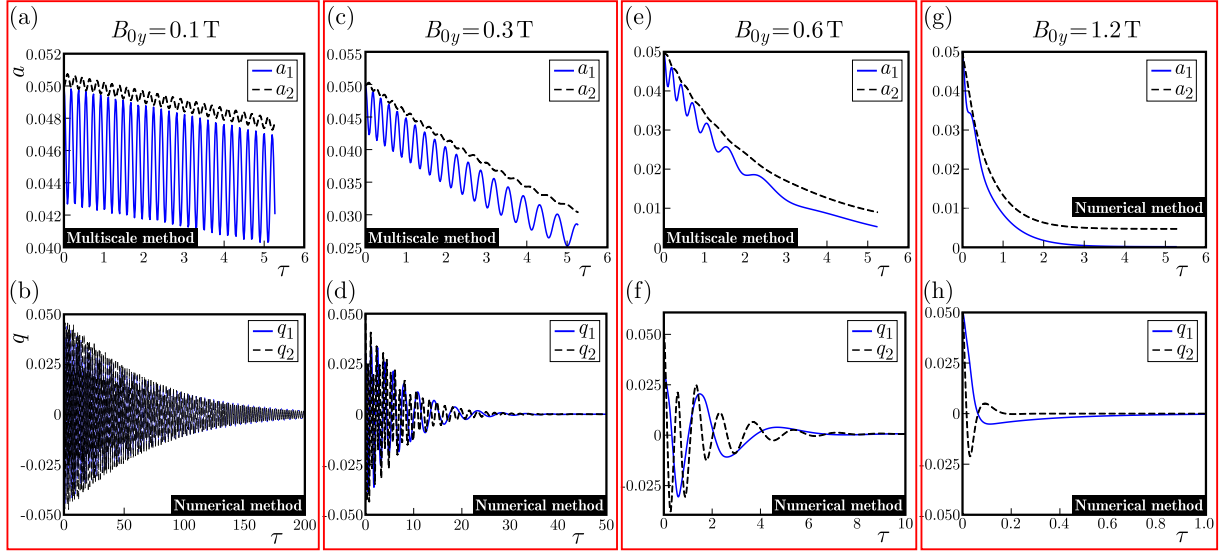 (a)
B0y=0.1 T
a
0.052
0.050
0.048
0.046
0.044
0.042
0.040
a1
a2
Multiscale method
0 1 2 3 4 5 6
τ
(c)
B0y=0.3 T
0.050
0.045
0.040
0.035
0.030
0.025
a1
a2
Multiscale method
0 1 2 3 4 5 6
τ
(e)
B0y=0.6 T
0.05
0.04
0.03
0.02
0.01
0
a1
a2
Multiscale method
0 1 2 3 4 5 6
τ
(g)
B0y=1.2 T
0.05
0.04
0.03
0.02
0.01
0
a1
a2
Numerical method
0 1 2 3 4 5 6
τ
(b)
q
0.050
0.025
0
-0.025
-0.050
q1
q2
Numerical method
0 50 100 150 200
τ
(d)
0.050
0.025
0
-0.025
-0.050
q1
q2
Numerical method
0 10 20 30 40 50
τ
(f)
0.050
0.025
0
-0.025
-0.050
q1
q2
Numerical method
0 2 4 6 8 10
τ
(h)
0.050
0.025
0
-0.025
-0.050
q1
q2
Numerical method
0 0.2 0.4 0.6 0.8 1.0
τ